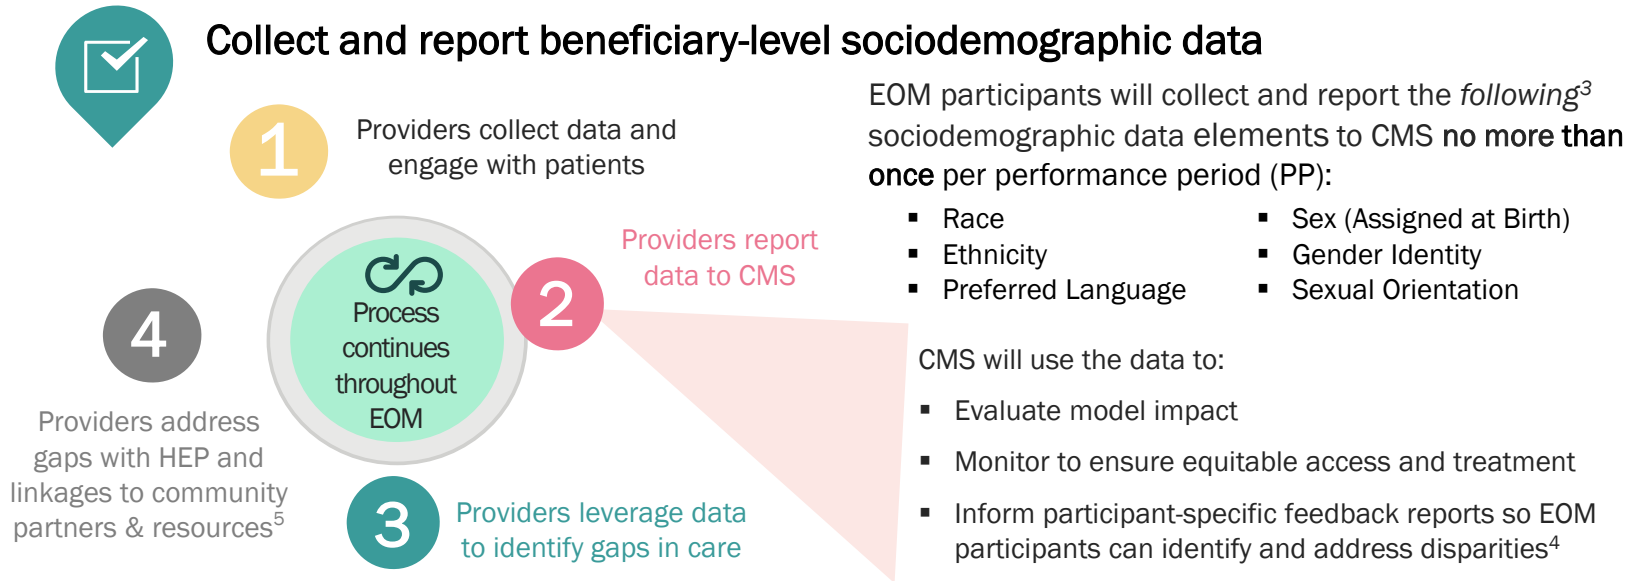 Collect and report beneficiary-level sociodemographic data
1
Providers collect data and
engage with patients
2
Providers report
data to CMS
Process
continues
throughout
EOM
3
Providers leverage data
to identify gaps in care
4
Providers address
gaps with HEP and
linkages to community
partners & resources⁵
EOM participants will collect and report the following³
sociodemographic data elements to CMS no more than
once per performance period (PP):
▪ Race
▪ Ethnicity
▪ Preferred Language
▪ Sex (Assigned at Birth)
▪ Gender Identity
▪ Sexual Orientation
CMS will use the data to:
▪ Evaluate model impact
▪ Monitor to ensure equitable access and treatment
▪ Inform participant-specific feedback reports so EOM
participants can identify and address disparities⁴